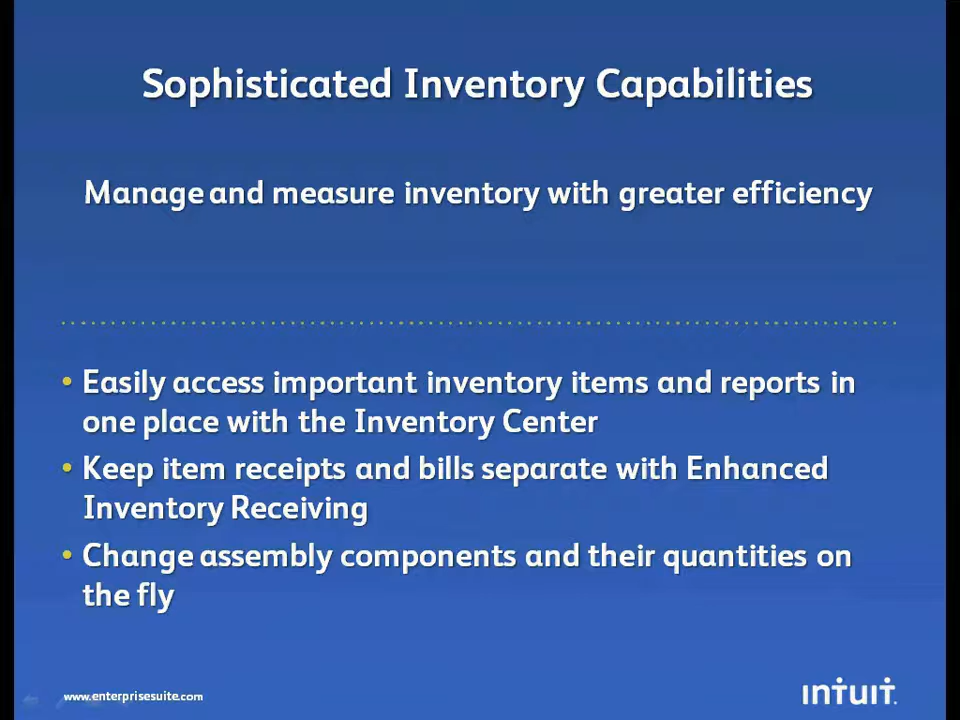 Sophisticated Inventory Capabilities
Manage and measure inventory with greater efficiency
• Easily access important inventory items and reports in
one place with the Inventory Center
• Keep item receipts and bills separate with Enhanced
Inventory Receiving
• Change assembly components and their quantities on
the fly
www.enterprisesuite.com
intuit.